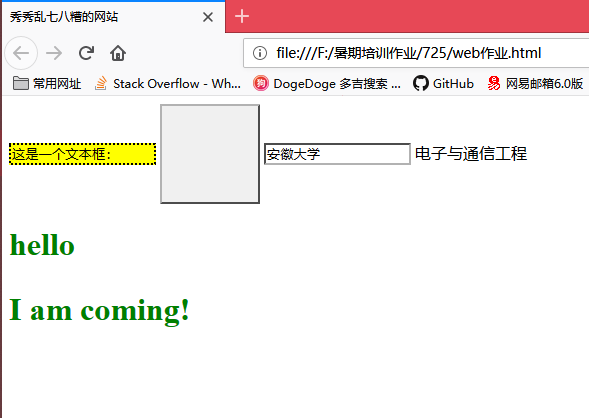 秀秀乱七八糟的网站
file:///F:/暑期培训作业/725/web作业.html
常用网址 Stack Overflow - Wh... DogeDoge 多吉搜索 ... GitHub 网易邮箱6.0版
这是一个文本框: 安徽大学 电子与通信工程
hello
I am coming!